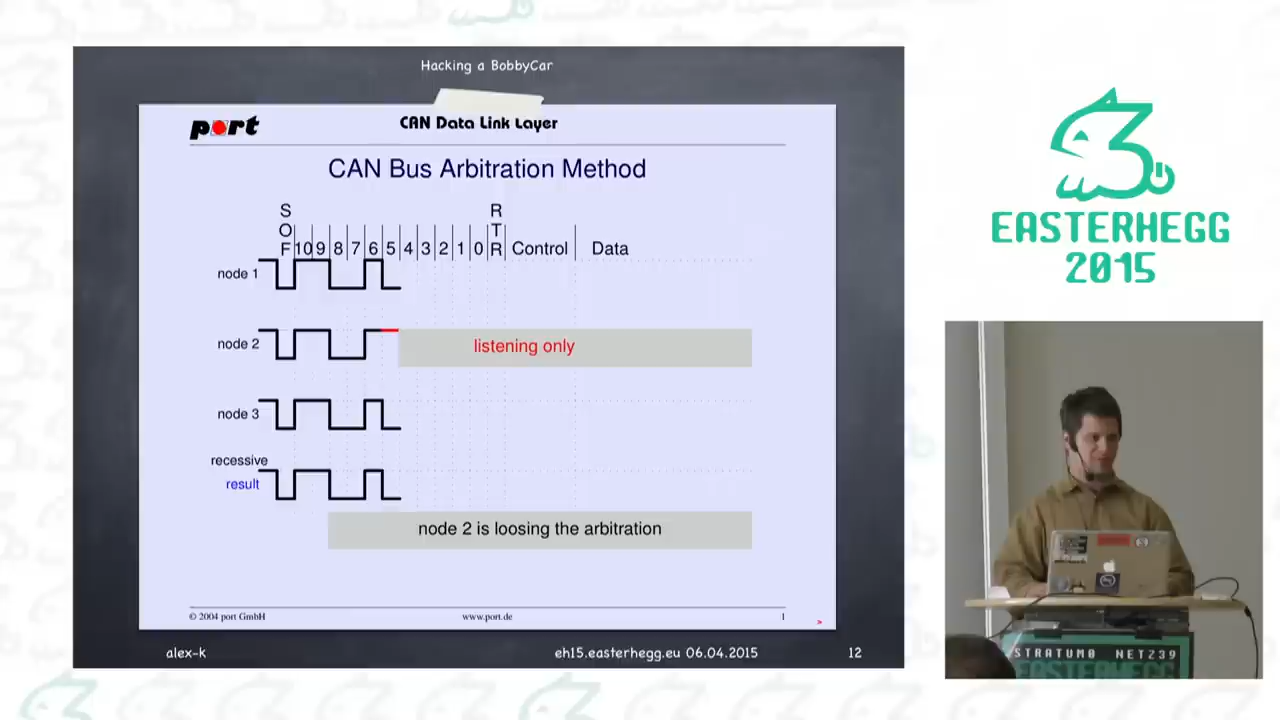 Hacking a BobbyCar
port
CAN Data Link Layer
CAN Bus Arbitration Method
SOF
10 9 8 7 6 5 4 3 2 1 0
RTR
Control
Data
node 1
node 2
listening only
node 3
recessive
result
node 2 is loosing the arbitration
© 2004 port GmbH
www.port.de
1
>
alex-k
eh15.easterhegg.eu 06.04.2015
12
EASTERHEGG
2015
STRATUM0 NET239
EASTERHEGG